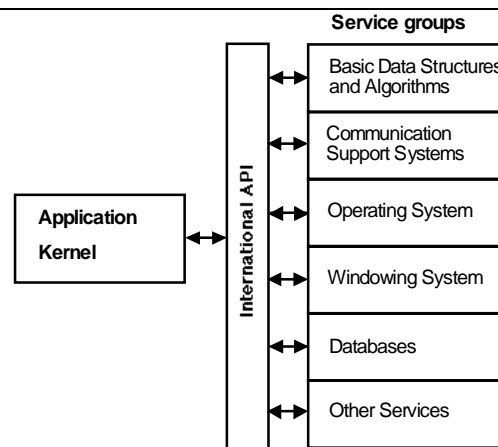 Service groups
Basic Data Structures
and Algorithms
Communication
Support Systems
Application
Kernel
International API
Operating System
Windowing System
Databases
Other Services